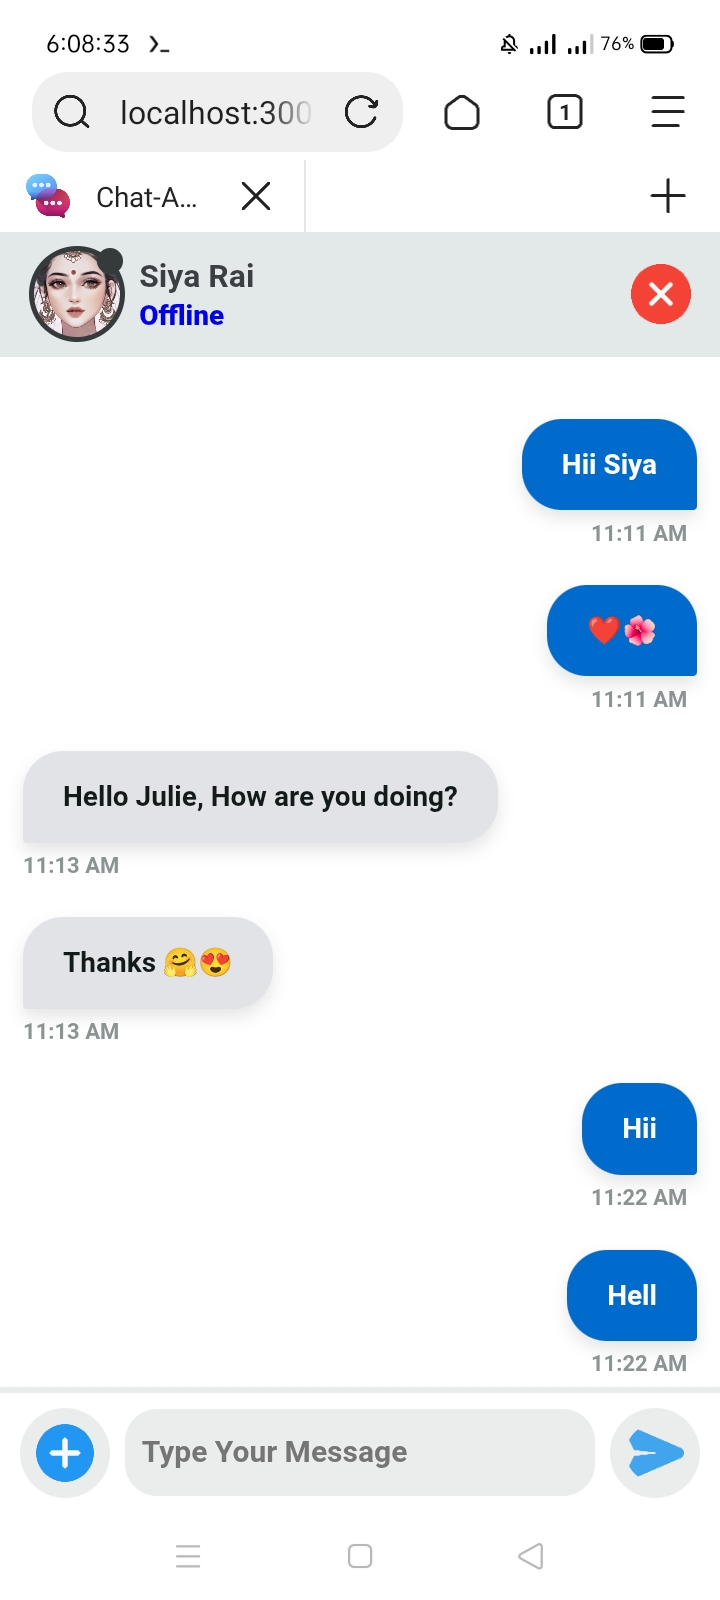 6:08:33
76%
localhost:300
1
Chat-A...
Siya Rai
Offline
Hii Siya
11:11 AM
❤️🌺
11:11 AM
Hello Julie, How are you doing?
11:13 AM
Thanks 🤗😍
11:13 AM
Hii
11:22 AM
Hell
11:22 AM
Type Your Message